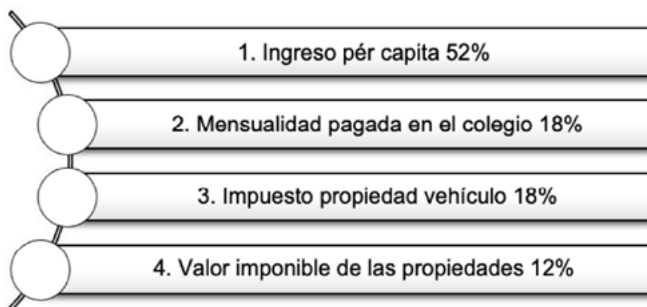 1. Ingreso pér capita 52%
2. Mensualidad pagada en el colegio 18%
3. Impuesto propiedad vehículo 18%
4. Valor imponible de las propiedades 12%